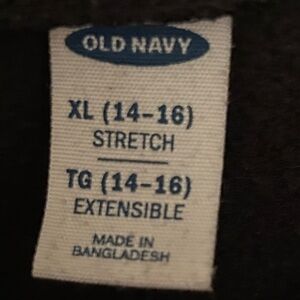 OLD NAVY
XL (14-16)
STRETCH
TG (14-16)
EXTENSIBLE
MADE IN
BANGLADESH